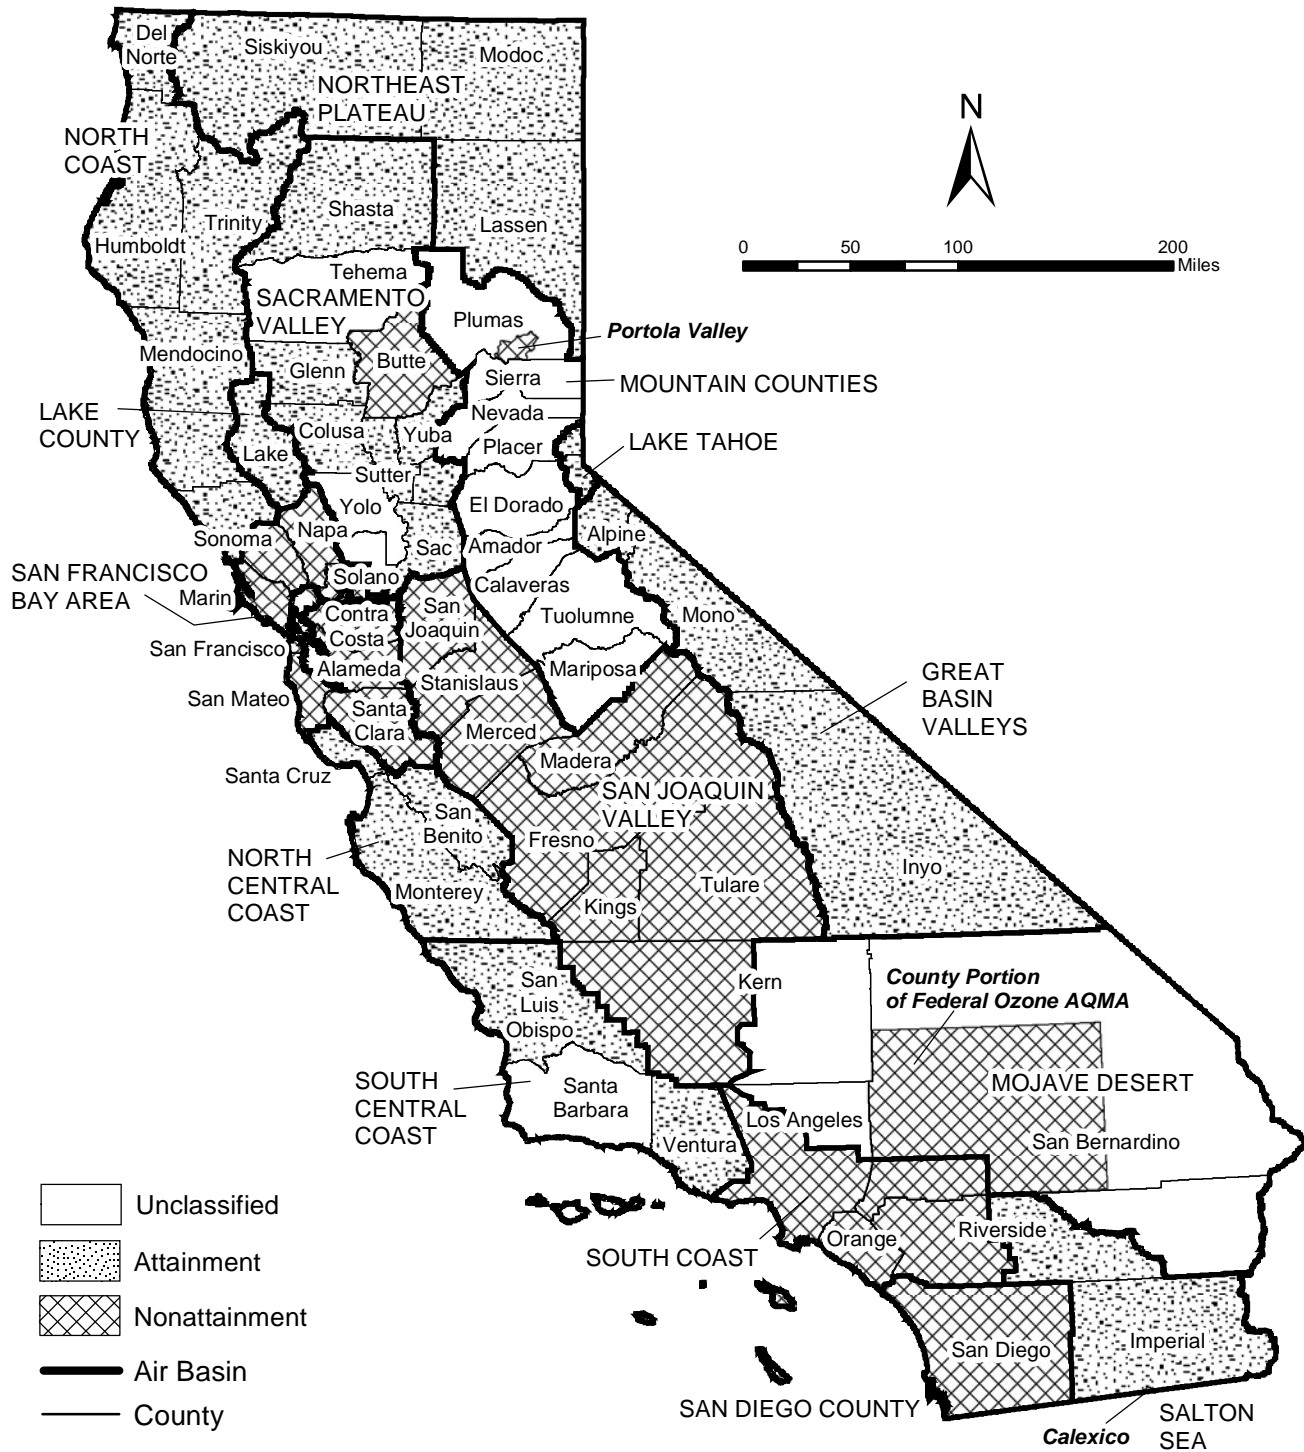 Del
Norte
Siskiyou
Modoc
NORTHEAST
PLATEAU
N
NORTH
COAST
Shasta
Trinity
Lassen
Humboldt
0 50 100 200
Miles
Tehema
SACRAMENTO
VALLEY
Plumas
Portola Valley
Mendocino
Glenn
Butte
Sierra
MOUNTAIN COUNTIES
LAKE
COUNTY
Nevada
Colusa
Yuba
Placer
LAKE TAHOE
Lake
Sutter
Yolo
El Dorado
Napa
Sonoma
Sac
Amador
Alpine
SAN FRANCISCO
BAY AREA
Solano
Calaveras
Marin
San
Joaquin
Contra
Costa
Tuolumne
Mono
San Francisco
Alameda
Mariposa
Stanislaus
GREAT
BASIN
VALLEYS
San Mateo
Santa
Clara
Merced
Madera
Santa Cruz
SAN JOAQUIN
VALLEY
San
Benito
Fresno
NORTH
CENTRAL
COAST
Inyo
Monterey
Tulare
Kings
Kern
San
Luis
Obispo
County Portion
of Federal Ozone AQMA
SOUTH
CENTRAL
COAST
Santa
Barbara
MOJAVE DESERT
Los Angeles
San Bernardino
Ventura
Unclassified
Riverside
Orange
SOUTH COAST
Attainment
Nonattainment
San Diego
Imperial
Air Basin
SAN DIEGO COUNTY
County
Calexico
SALTON
SEA